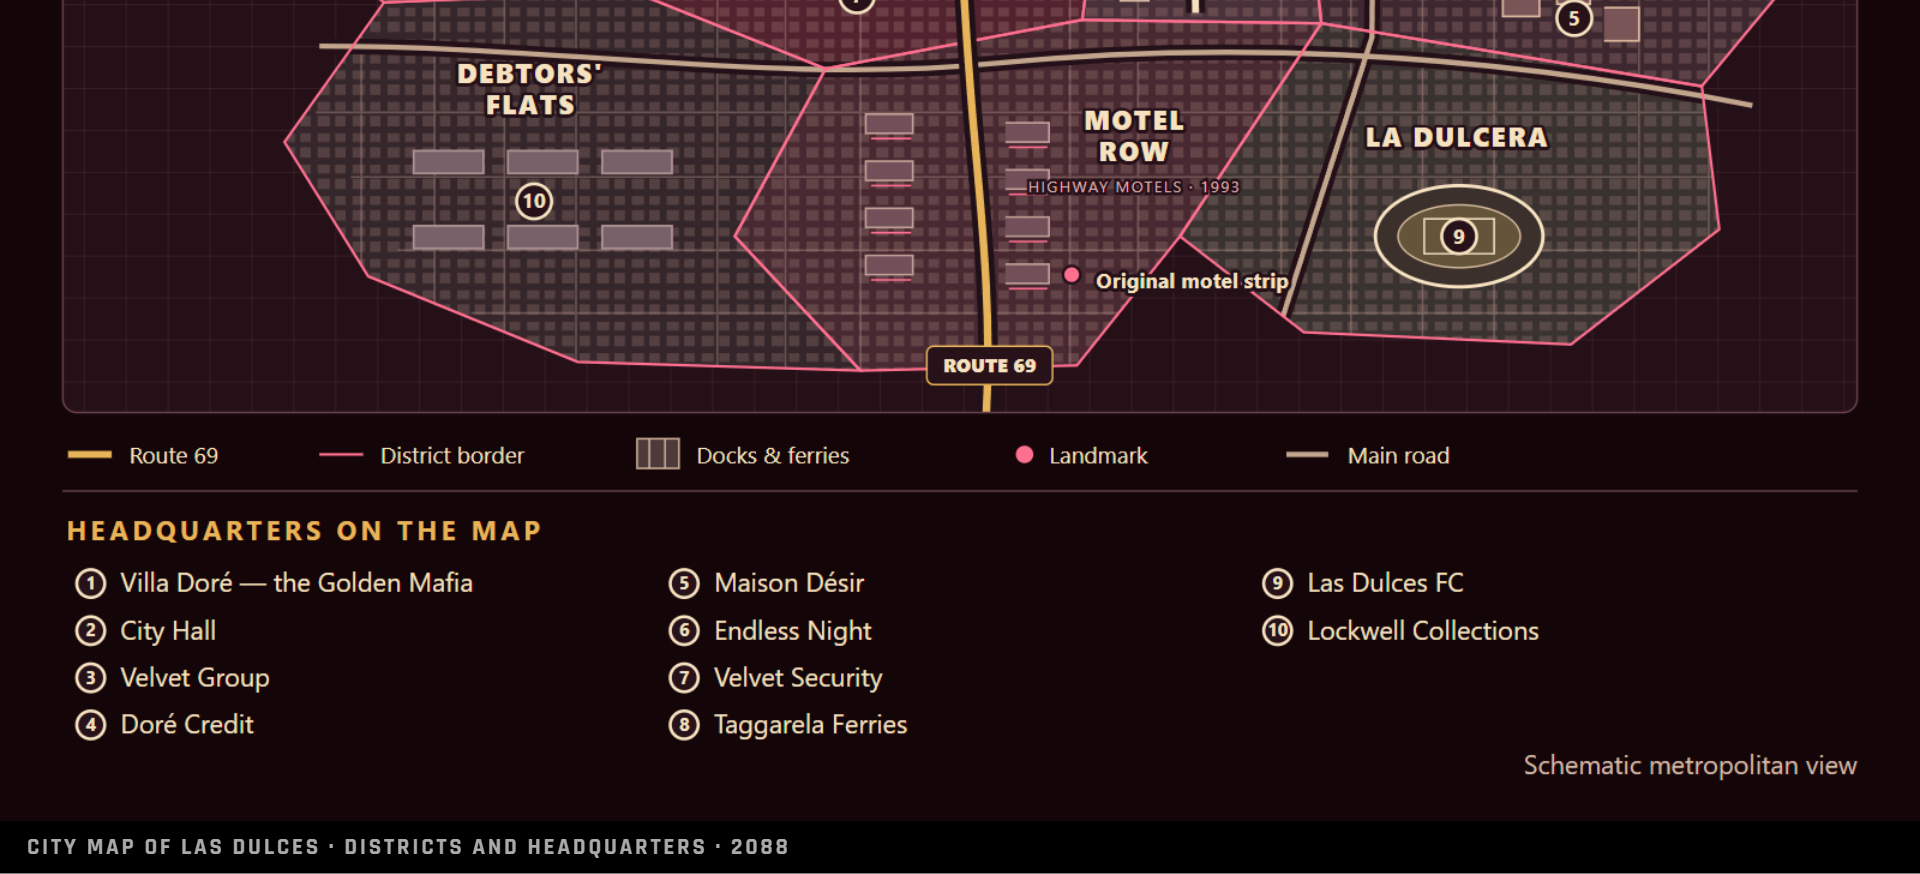 7
5
DEBTORS'
FLATS
10
MOTEL
ROW
HIGHWAY MOTELS · 1993
LA DULCERA
9
Original motel strip
ROUTE 69
Route 69
District border
Docks & ferries
Landmark
Main road
HEADQUARTERS ON THE MAP
1 Villa Doré — the Golden Mafia
2 City Hall
3 Velvet Group
4 Doré Credit
5 Maison Désir
6 Endless Night
7 Velvet Security
8 Taggarela Ferries
9 Las Dulces FC
10 Lockwell Collections
Schematic metropolitan view
CITY MAP OF LAS DULCES · DISTRICTS AND HEADQUARTERS · 2088